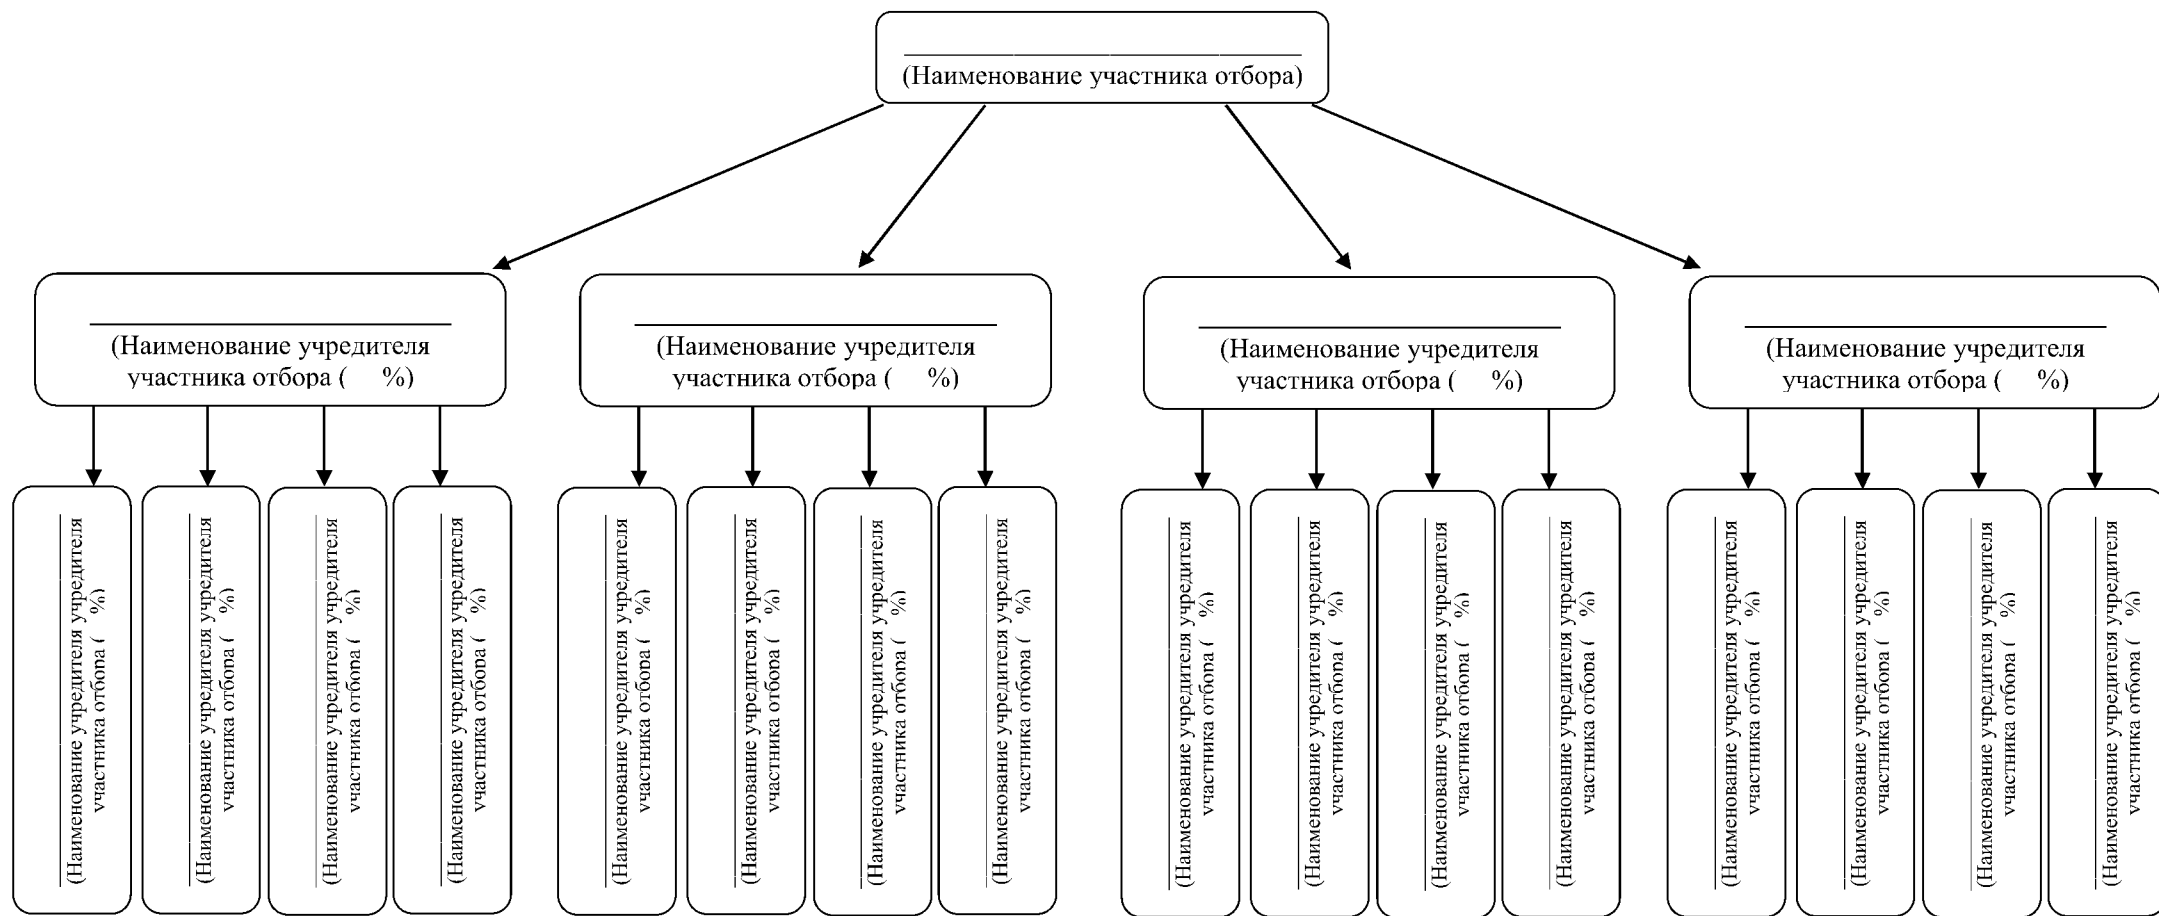 (Наименование участника отбора)
(Наименование учредителя
участника отбора ( %)
(Наименование учредителя
участника отбора ( %)
(Наименование учредителя
участника отбора ( %)
(Наименование учредителя
участника отбора ( %)
(Наименование учредителя учредителя
участника отбора ( %)
(Наименование учредителя учредителя
участника отбора ( %)
(Наименование учредителя учредителя
участника отбора ( %)
(Наименование учредителя учредителя
участника отбора ( %)
(Наименование учредителя учредителя
участника отбора ( %)
(Наименование учредителя учредителя
участника отбора ( %)
(Наименование учредителя учредителя
участника отбора ( %)
(Наименование учредителя учредителя
участника отбора ( %)
(Наименование учредителя учредителя
участника отбора ( %)
(Наименование учредителя учредителя
участника отбора ( %)
(Наименование учредителя учредителя
участника отбора ( %)
(Наименование учредителя учредителя
участника отбора ( %)
(Наименование учредителя учредителя
участника отбора ( %)
(Наименование учредителя учредителя
участника отбора ( %)
(Наименование учредителя учредителя
участника отбора ( %)
(Наименование учредителя учредителя
участника отбора ( %)